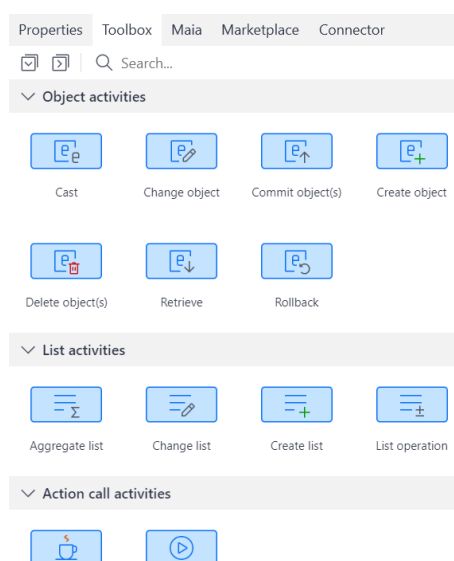 Properties Toolbox Maia Marketplace Connector
Search...
Object activities
Cast Change object Commit object(s) Create object
Delete object(s) Retrieve Rollback
List activities
Aggregate list Change list Create list List operation
Action call activities